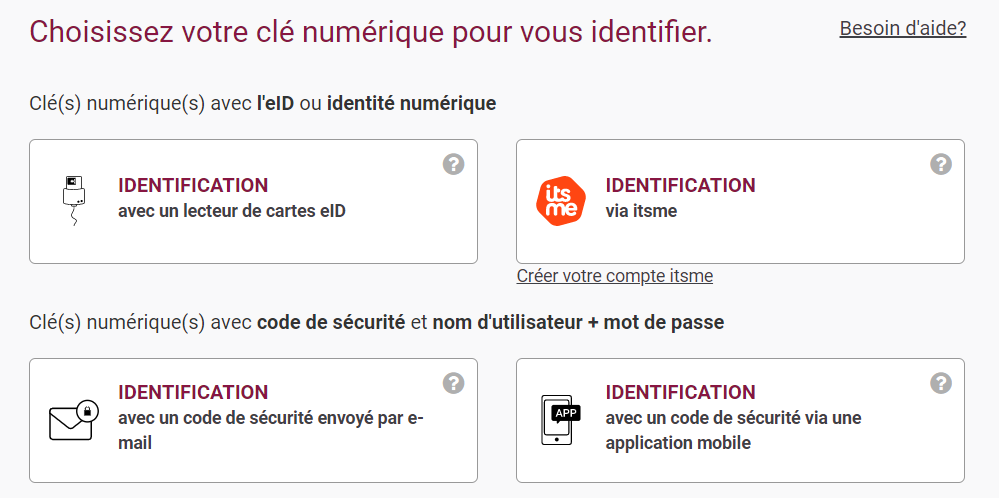 Choisissez votre clé numérique pour vous identifier.
Besoin d'aide?
Clé(s) numérique(s) avec l'eID ou identité numérique
IDENTIFICATION
avec un lecteur de cartes eID
?
its
me
IDENTIFICATION
via itsme
?
Créer votre compte itsme
Clé(s) numérique(s) avec code de sécurité et nom d'utilisateur + mot de passe
IDENTIFICATION
avec un code de sécurité envoyé par e-
mail
?
APP
IDENTIFICATION
avec un code de sécurité via une
application mobile
?